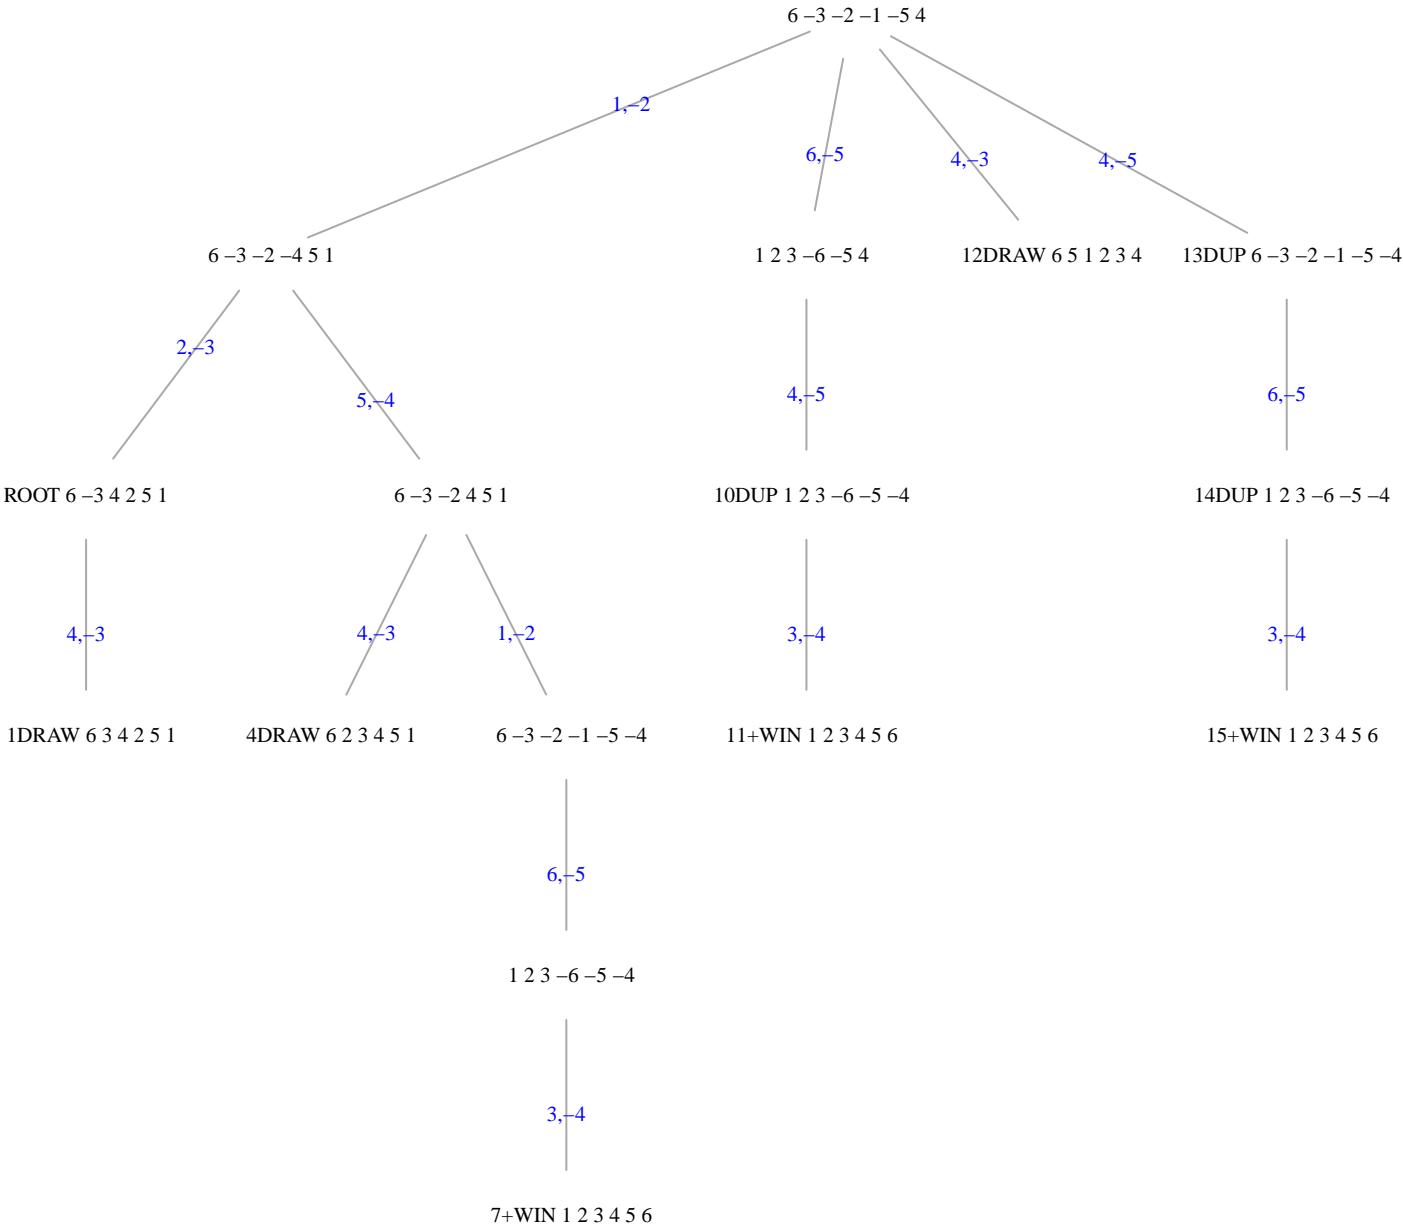 6 –3 –2 –1 –5 4
1,–2
6,–5
4,–3
4,–5
6 –3 –2 –4 5 1
1 2 3 –6 –5 4
12DRAW 6 5 1 2 3 4
13DUP 6 –3 –2 –1 –5 –4
2,–3
5,–4
4,–5
6,–5
ROOT 6 –3 4 2 5 1
6 –3 –2 4 5 1
10DUP 1 2 3 –6 –5 –4
14DUP 1 2 3 –6 –5 –4
4,–3
4,–3
1,–2
3,–4
3,–4
1DRAW 6 3 4 2 5 1
4DRAW 6 2 3 4 5 1
6 –3 –2 –1 –5 –4
11+WIN 1 2 3 4 5 6
15+WIN 1 2 3 4 5 6
6,–5
1 2 3 –6 –5 –4
3,–4
7+WIN 1 2 3 4 5 6